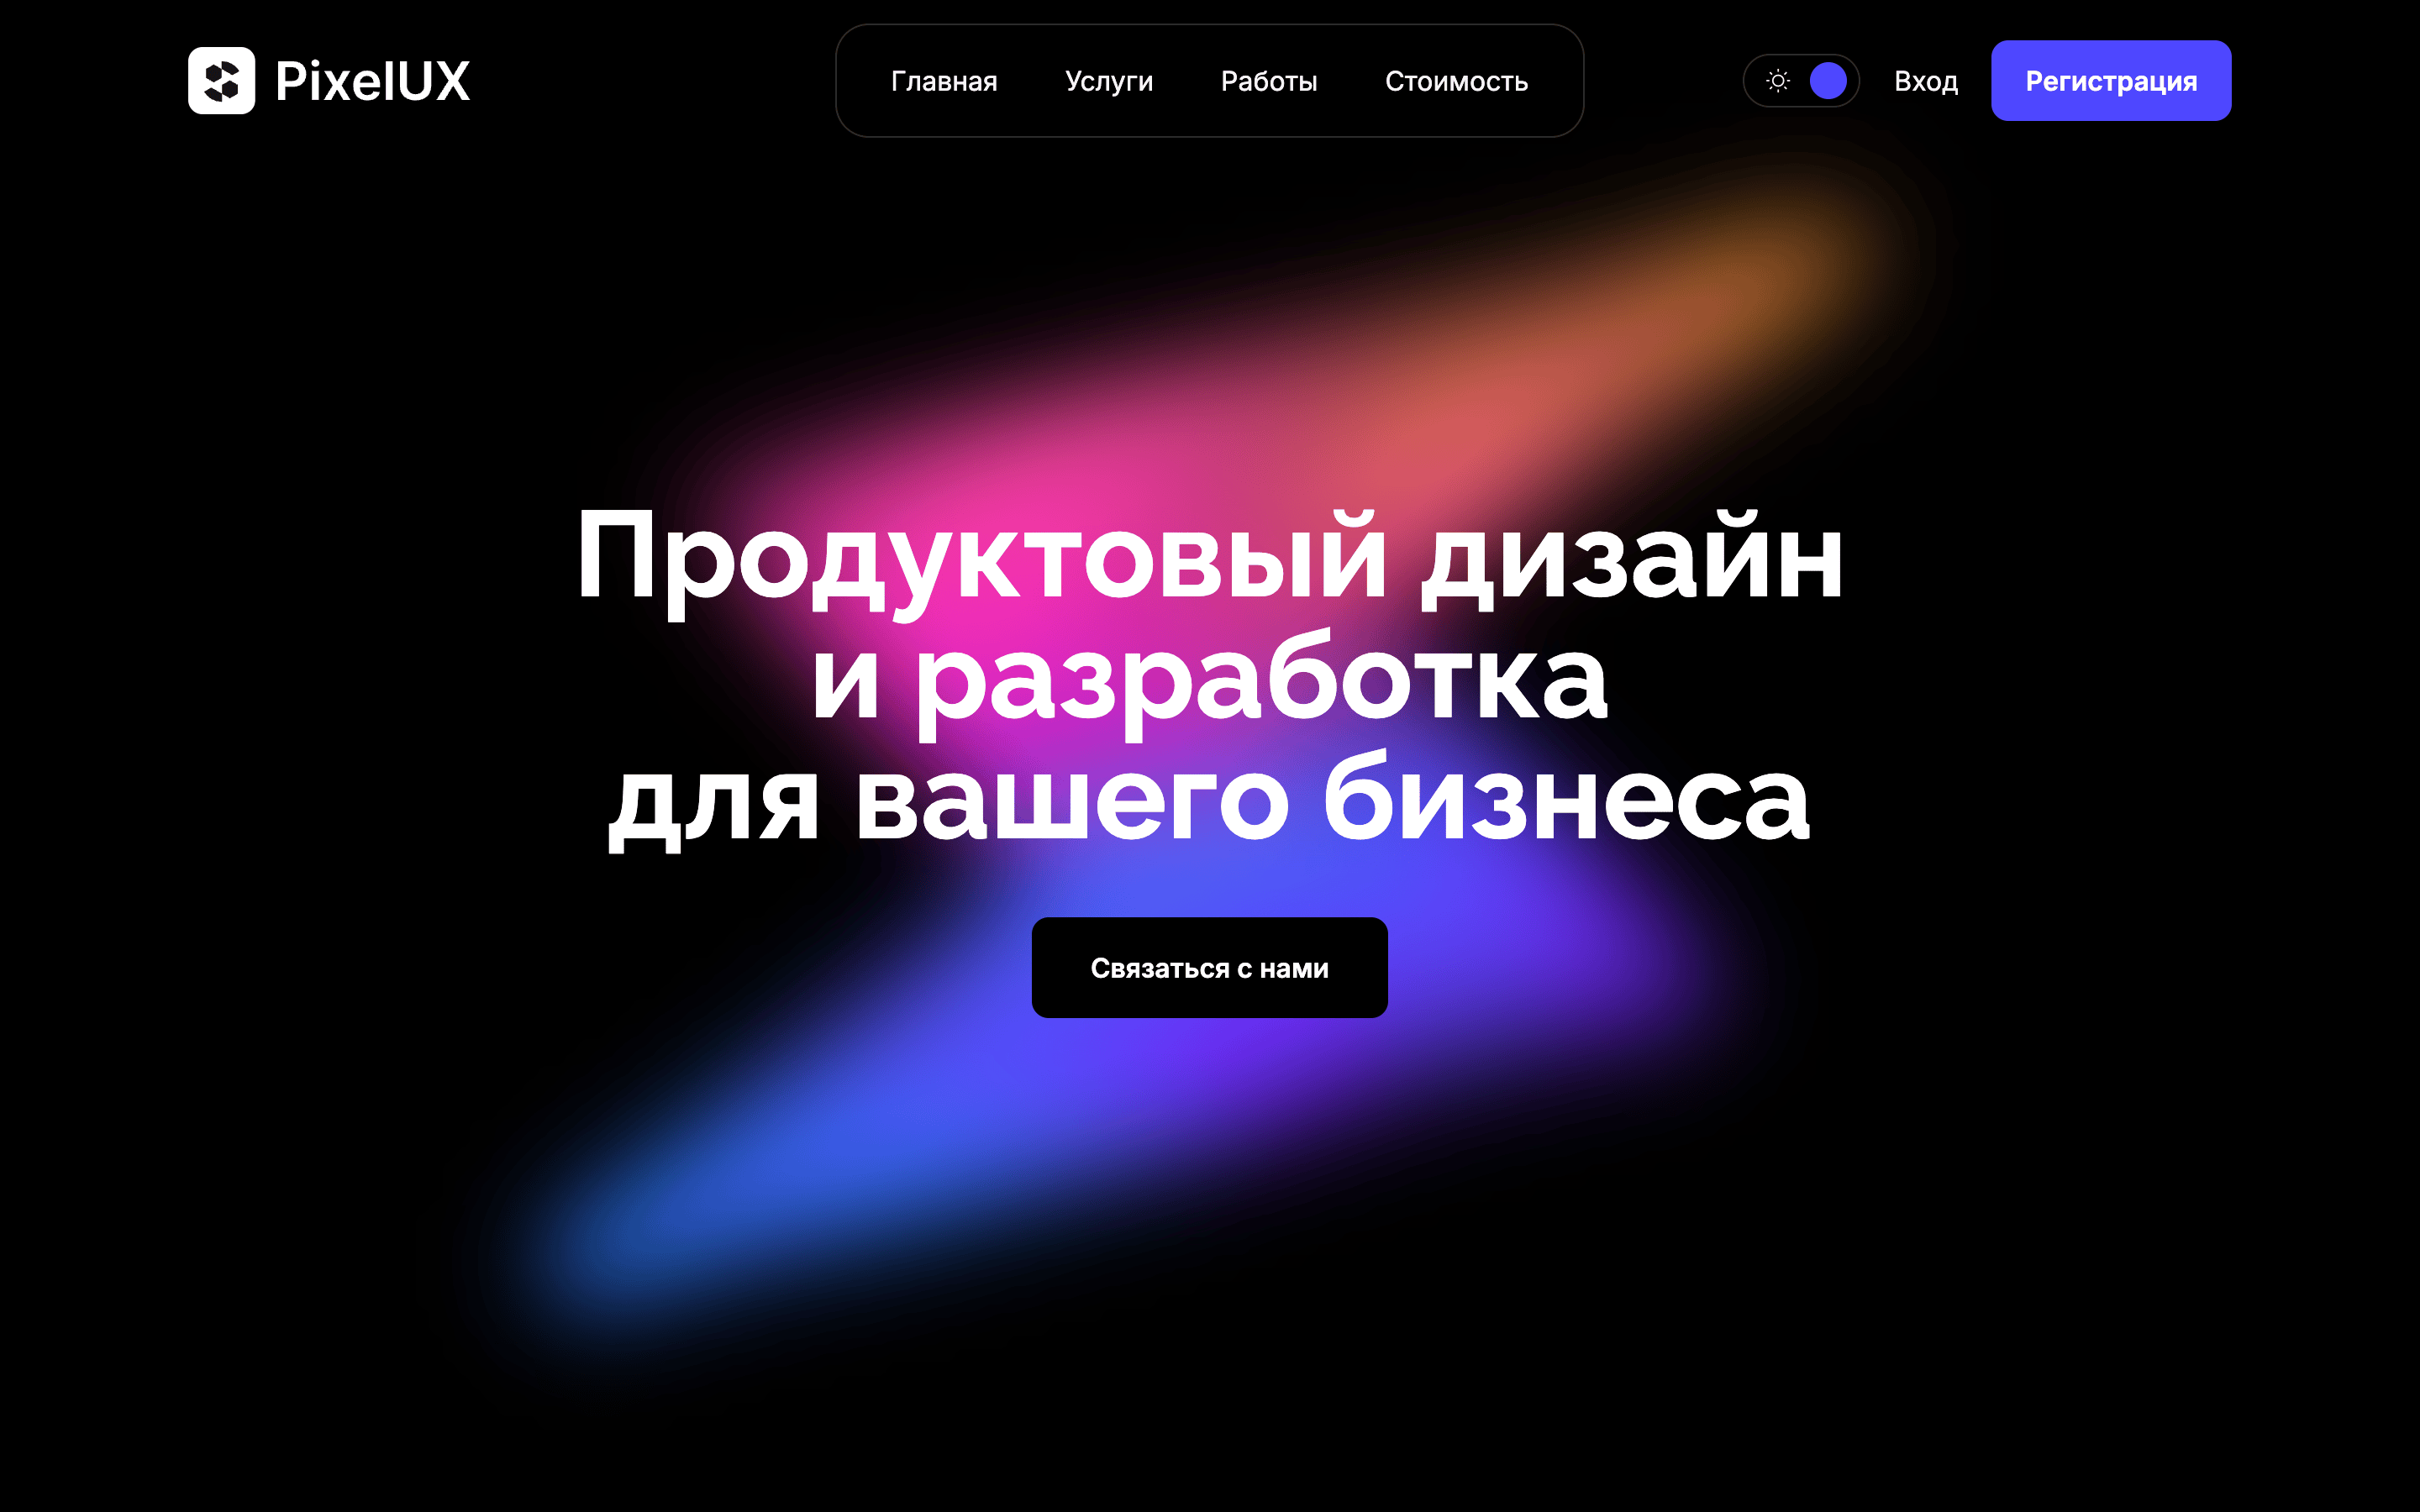 PixelUX
Главная Услуги Работы Стоимость
Вход
Регистрация
Продуктовый дизайн
и разработка
для вашего бизнеса
Связаться с нами